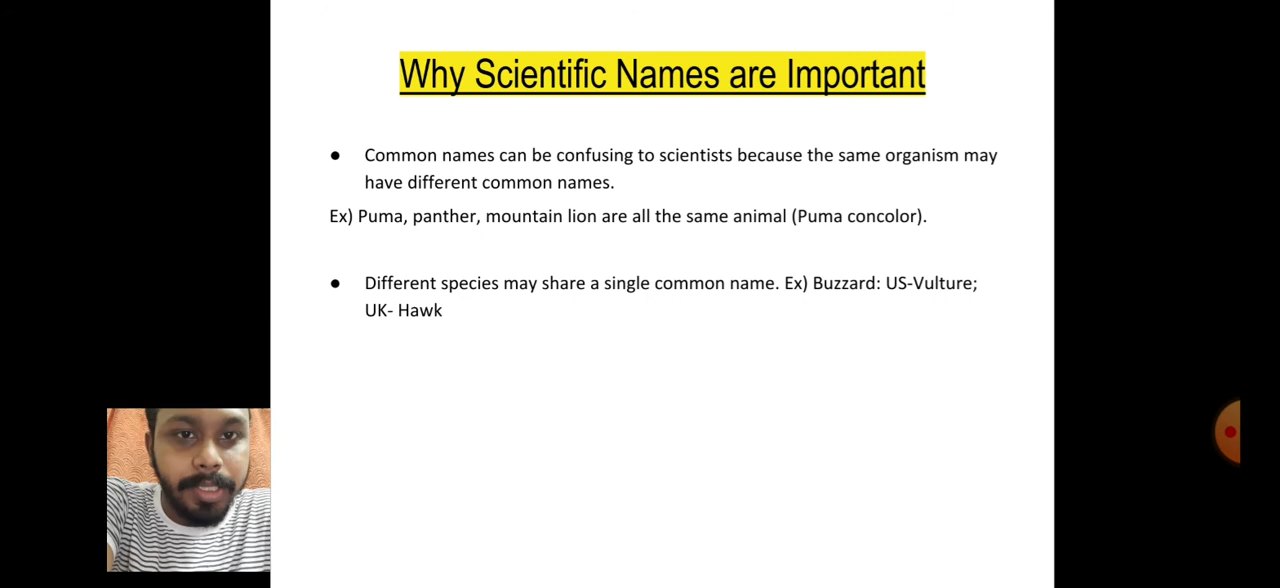 Why Scientific Names are Important
● Common names can be confusing to scientists because the same organism may
have different common names.
Ex) Puma, panther, mountain lion are all the same animal (Puma concolor).
● Different species may share a single common name. Ex) Buzzard: US-Vulture;
UK- Hawk